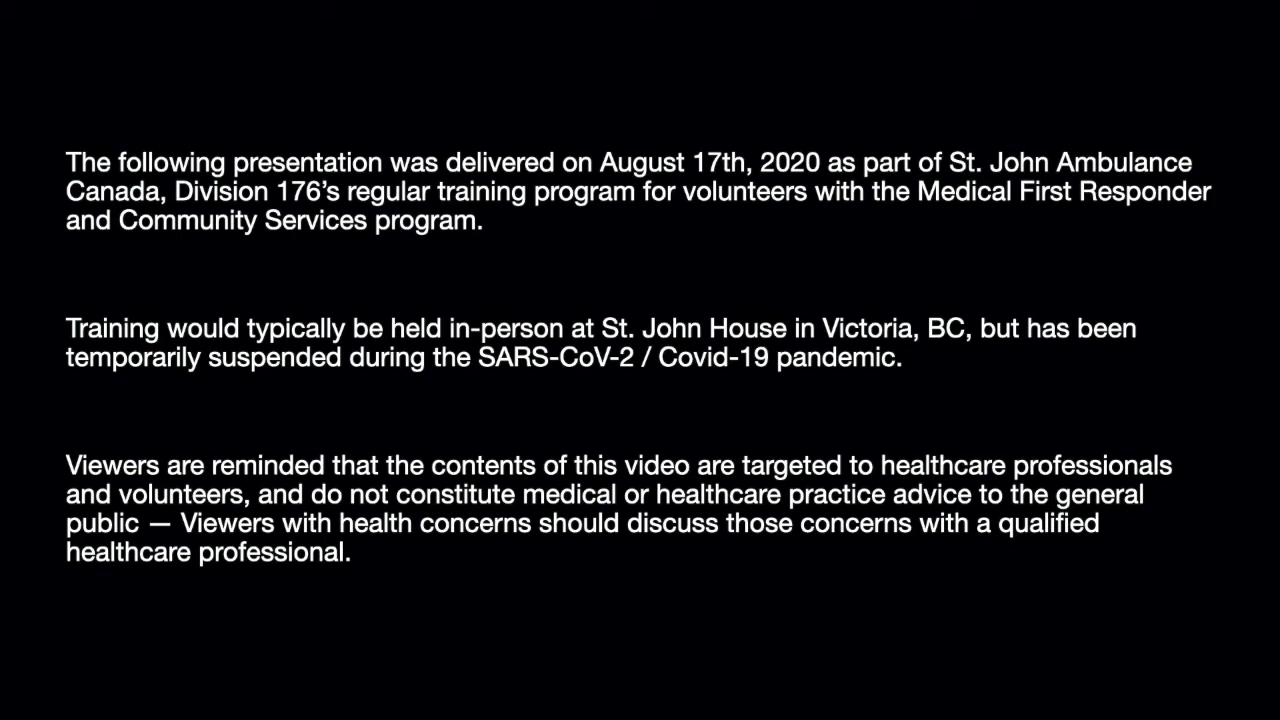 The following presentation was delivered on August 17th, 2020 as part of St. John Ambulance
Canada, Division 176’s regular training program for volunteers with the Medical First Responder
and Community Services program.
Training would typically be held in-person at St. John House in Victoria, BC, but has been
temporarily suspended during the SARS-CoV-2 / Covid-19 pandemic.
Viewers are reminded that the contents of this video are targeted to healthcare professionals
and volunteers, and do not constitute medical or healthcare practice advice to the general
public — Viewers with health concerns should discuss those concerns with a qualified
healthcare professional.